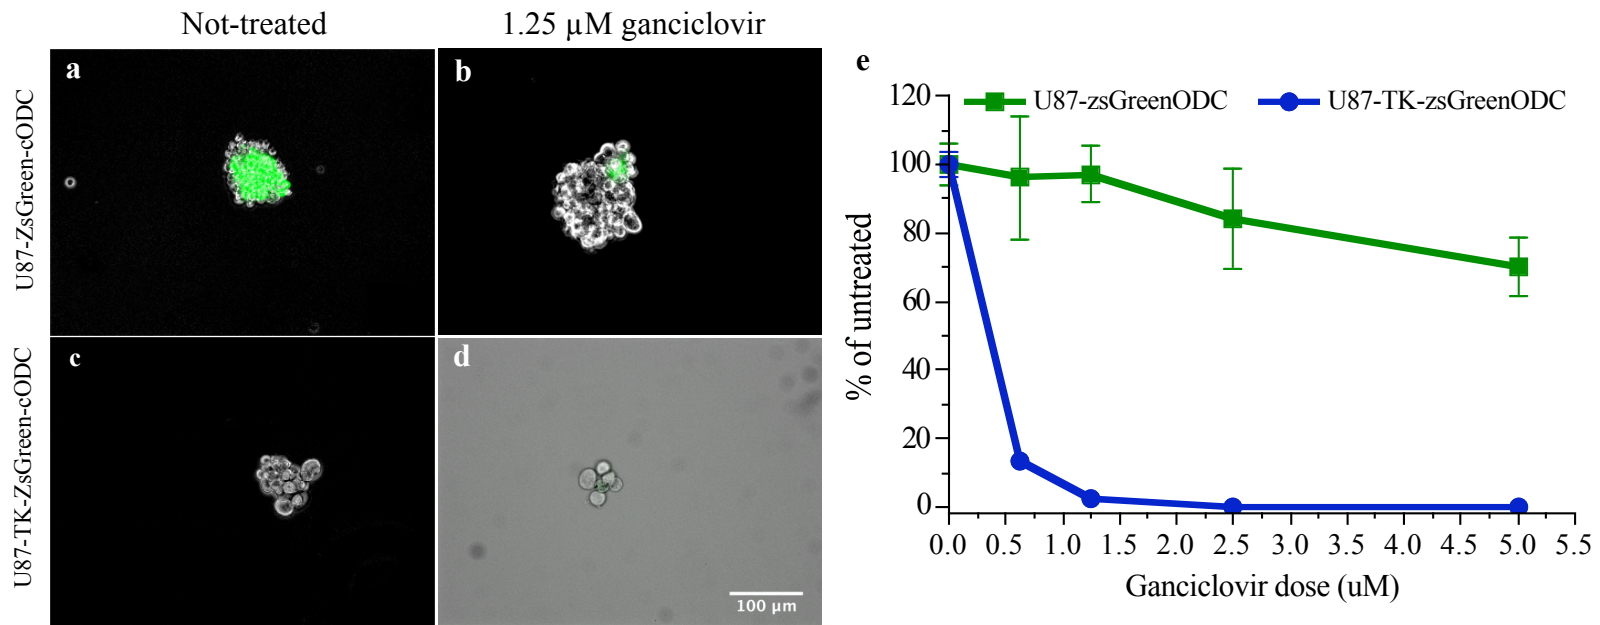 Not-treated
1.25 µM ganciclovir
U87-ZsGreen-cODC
U87-TK-ZsGreen-cODC
a
b
c
d
100 µm
e
U87-zsGreenODC
U87-TK-zsGreenODC
% of untreated
120
100
80
60
40
20
0
0.0 0.5 1.0 1.5 2.0 2.5 3.0 3.5 4.0 4.5 5.0 5.5
Ganciclovir dose (uM)